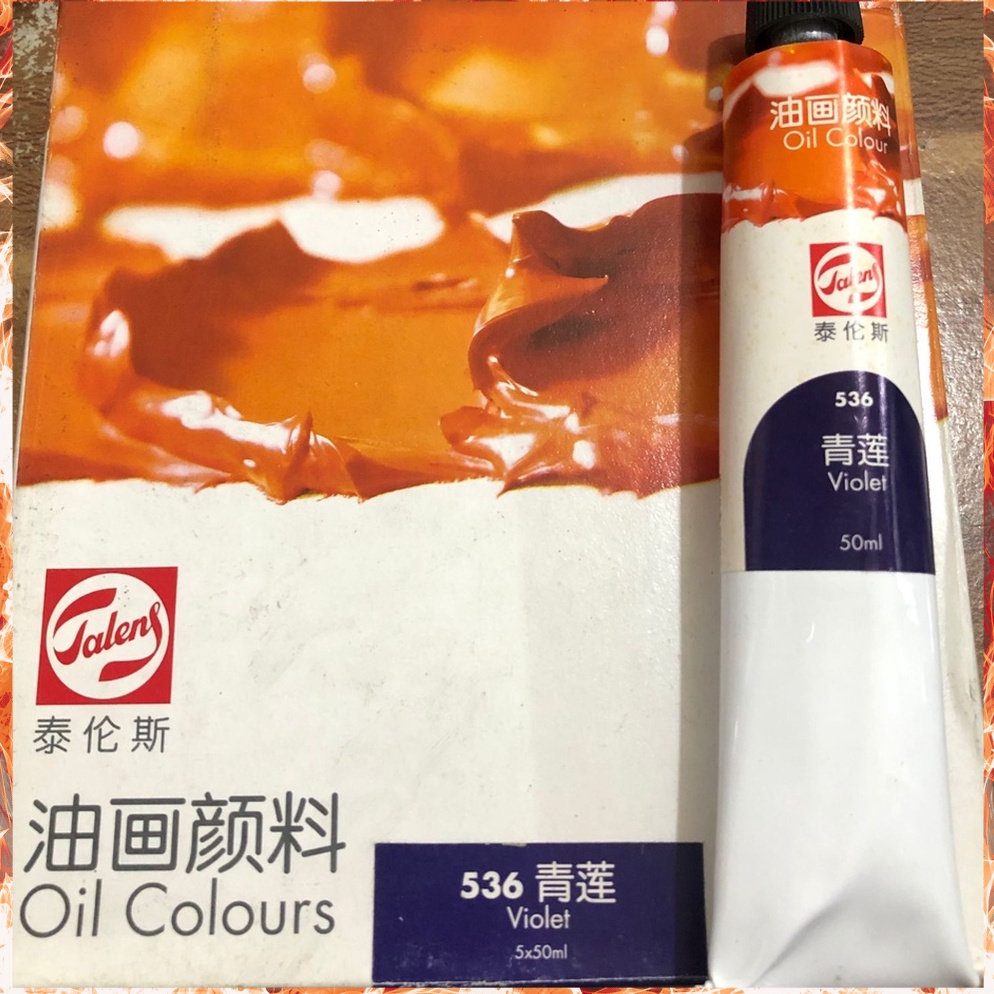 Talens
泰伦斯
油画颜料
Oil Colours
536 青莲
Violet
5x50ml
油画颜料
Oil Colour
Talens
泰伦斯
536
青莲
Violet
50ml